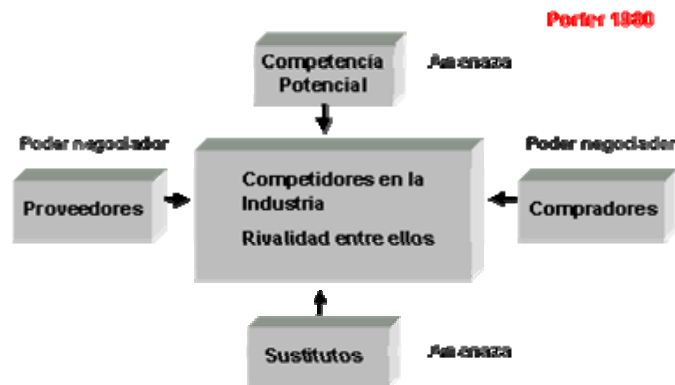 Porter 1980
Competencia
Potencial
Amenaza
Poder negociador
Poder negociador
Proveedores
Competidores en la
Industria
Rivalidad entre ellos
Compradores
Sustitutos
Amenaza